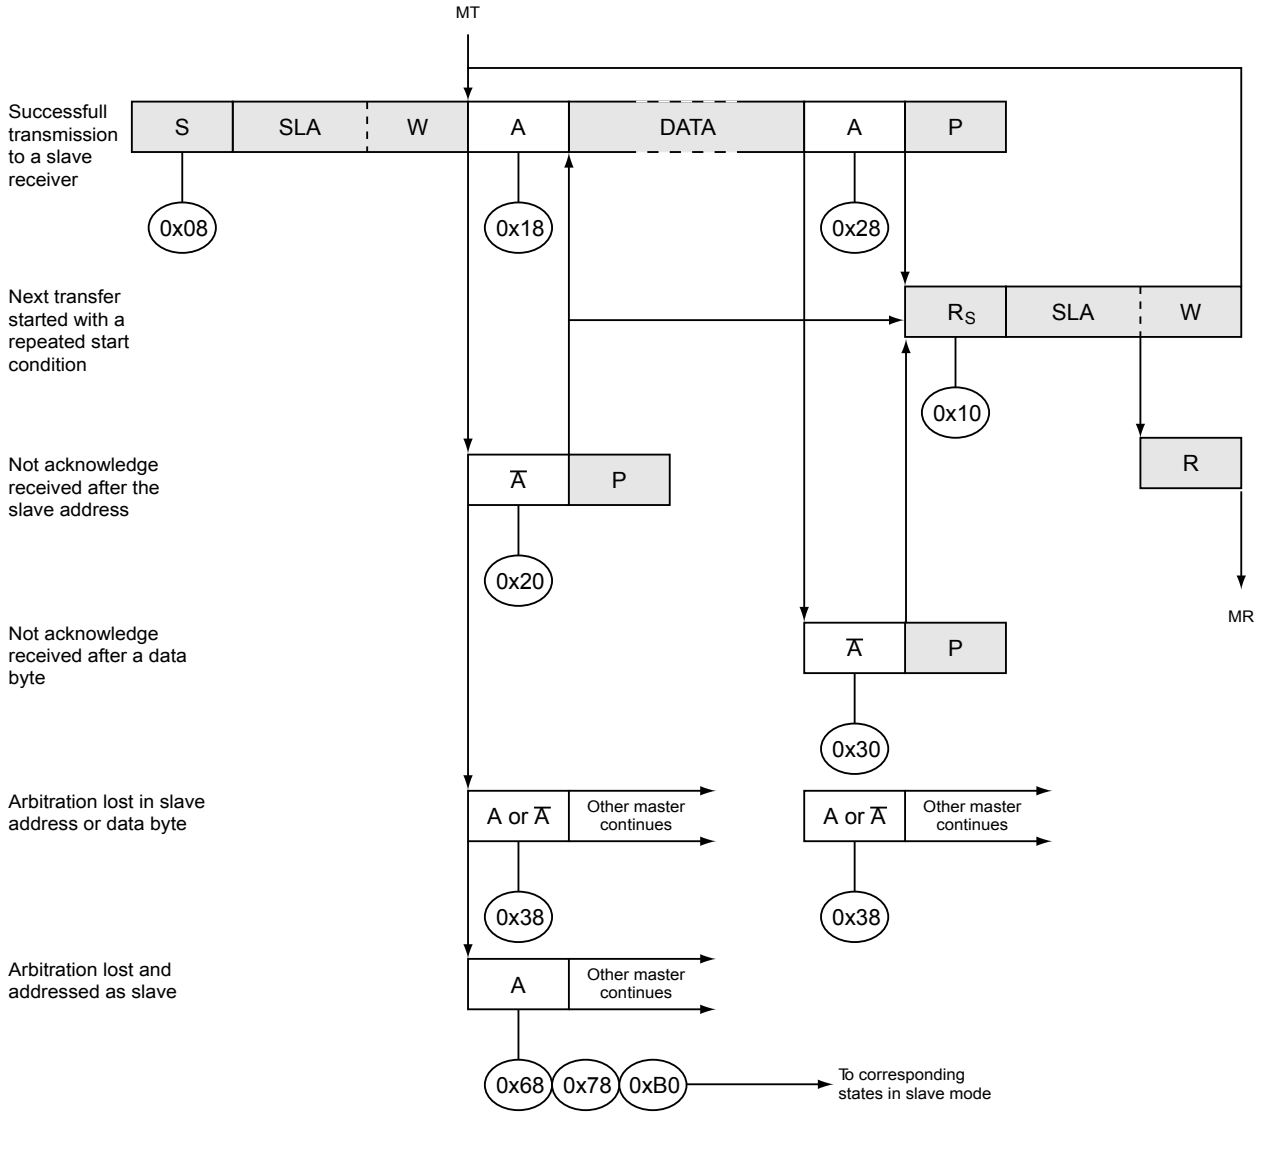 MT
Successfull
transmission
to a slave
receiver
S
SLA
W
A
DATA
A
P
0x08
0x18
0x28
Next transfer
started with a
repeated start
condition
RS
SLA
W
0x10
R
MR
Not acknowledge
received after the
slave address
A̅
P
0x20
Not acknowledge
received after a data
byte
A̅
P
0x30
Arbitration lost in slave
address or data byte
A or A̅
Other master
continues
A or A̅
Other master
continues
0x38
0x38
Arbitration lost and
addressed as slave
A
Other master
continues
0x68
0x78
0xB0
To corresponding
states in slave mode